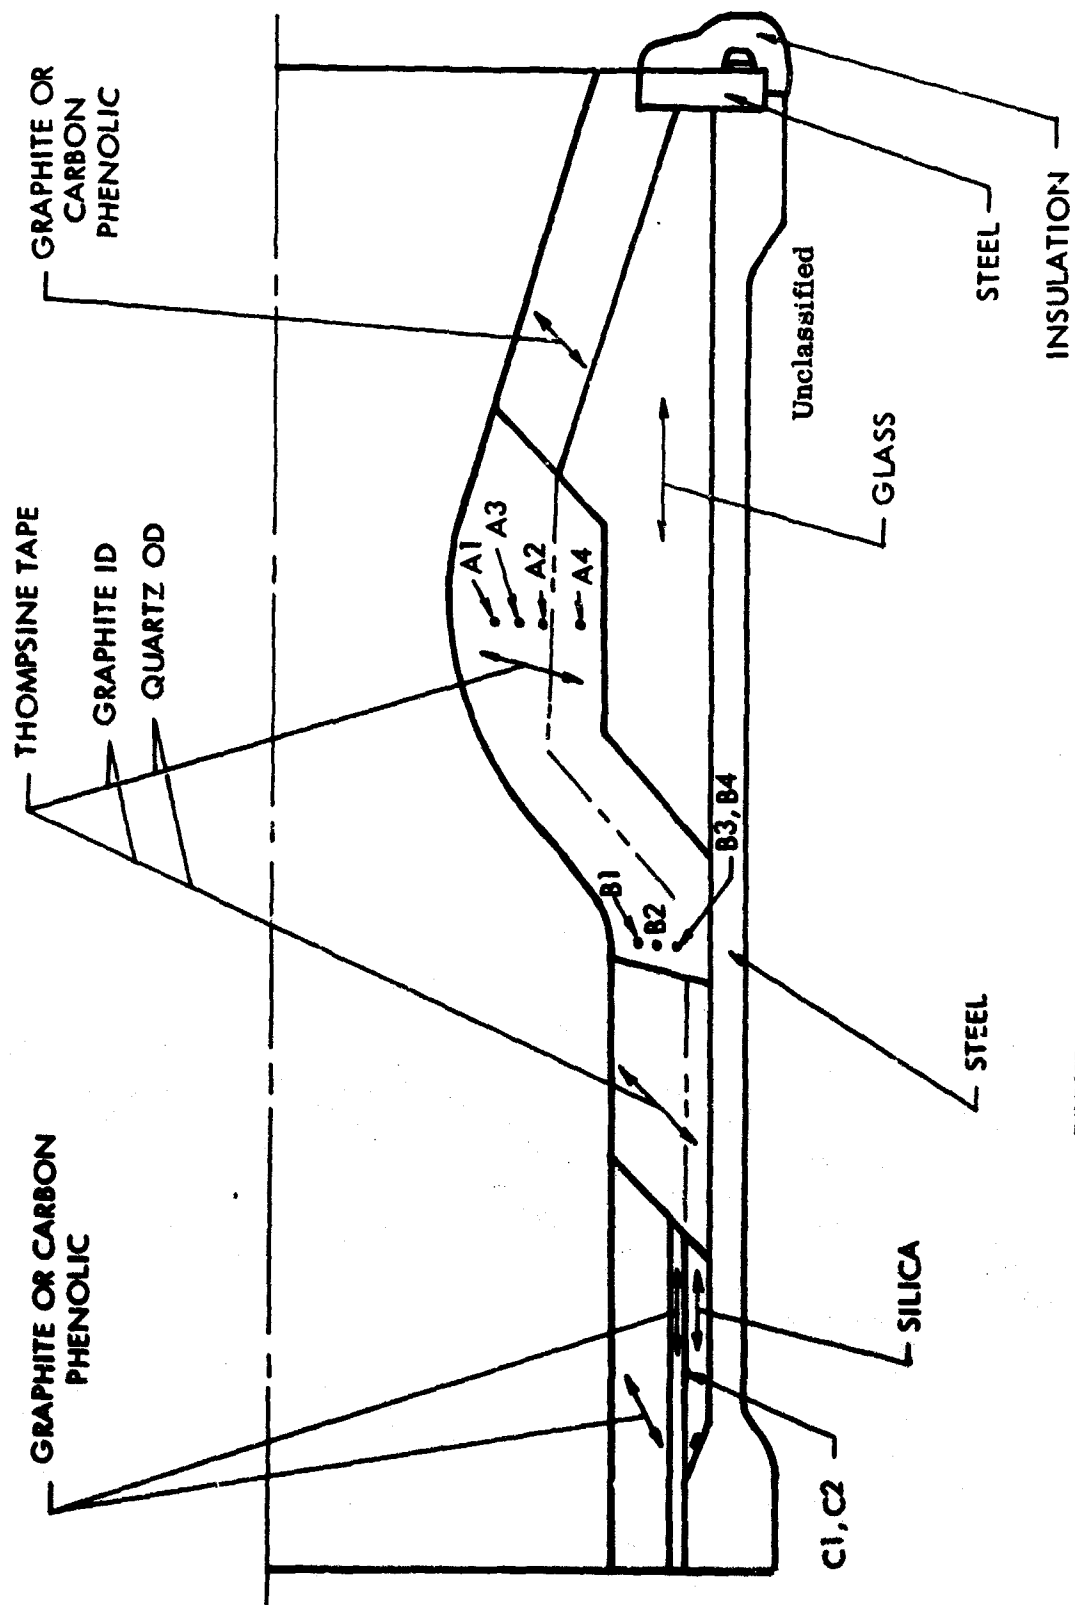 GRAPHITE OR CARBON
PHENOLIC
THOMPSINE TAPE
GRAPHITE ID
QUARTZ OD
GRAPHITE OR
CARBON
PHENOLIC
A1
A3
A2
A4
B1
B2
B3, B4
D
C1, C2
SILICA
STEEL
GLASS
Unclassified
STEEL
INSULATION